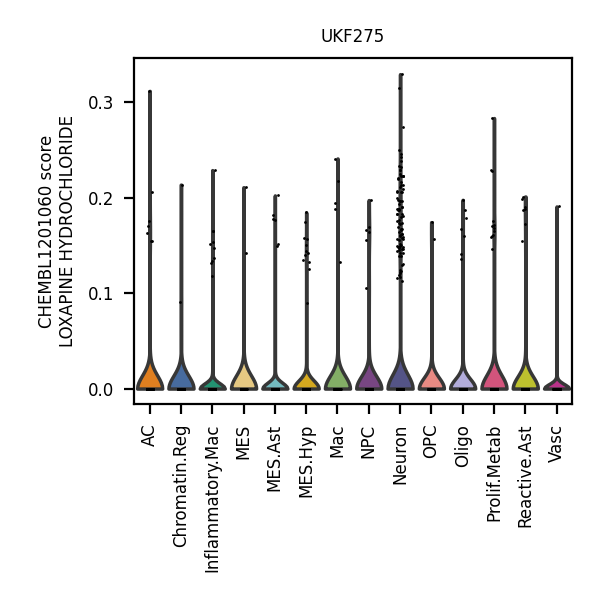 UKF275
CHEMBL1201060 score
LOXAPINE HYDROCHLORIDE
0.3
0.2
0.1
0.0
AC
Chromatin.Reg
Inflammatory.Mac
MES
MES.Ast
MES.Hyp
Mac
NPC
Neuron
OPC
Oligo
Prolif.Metab
Reactive.Ast
Vasc